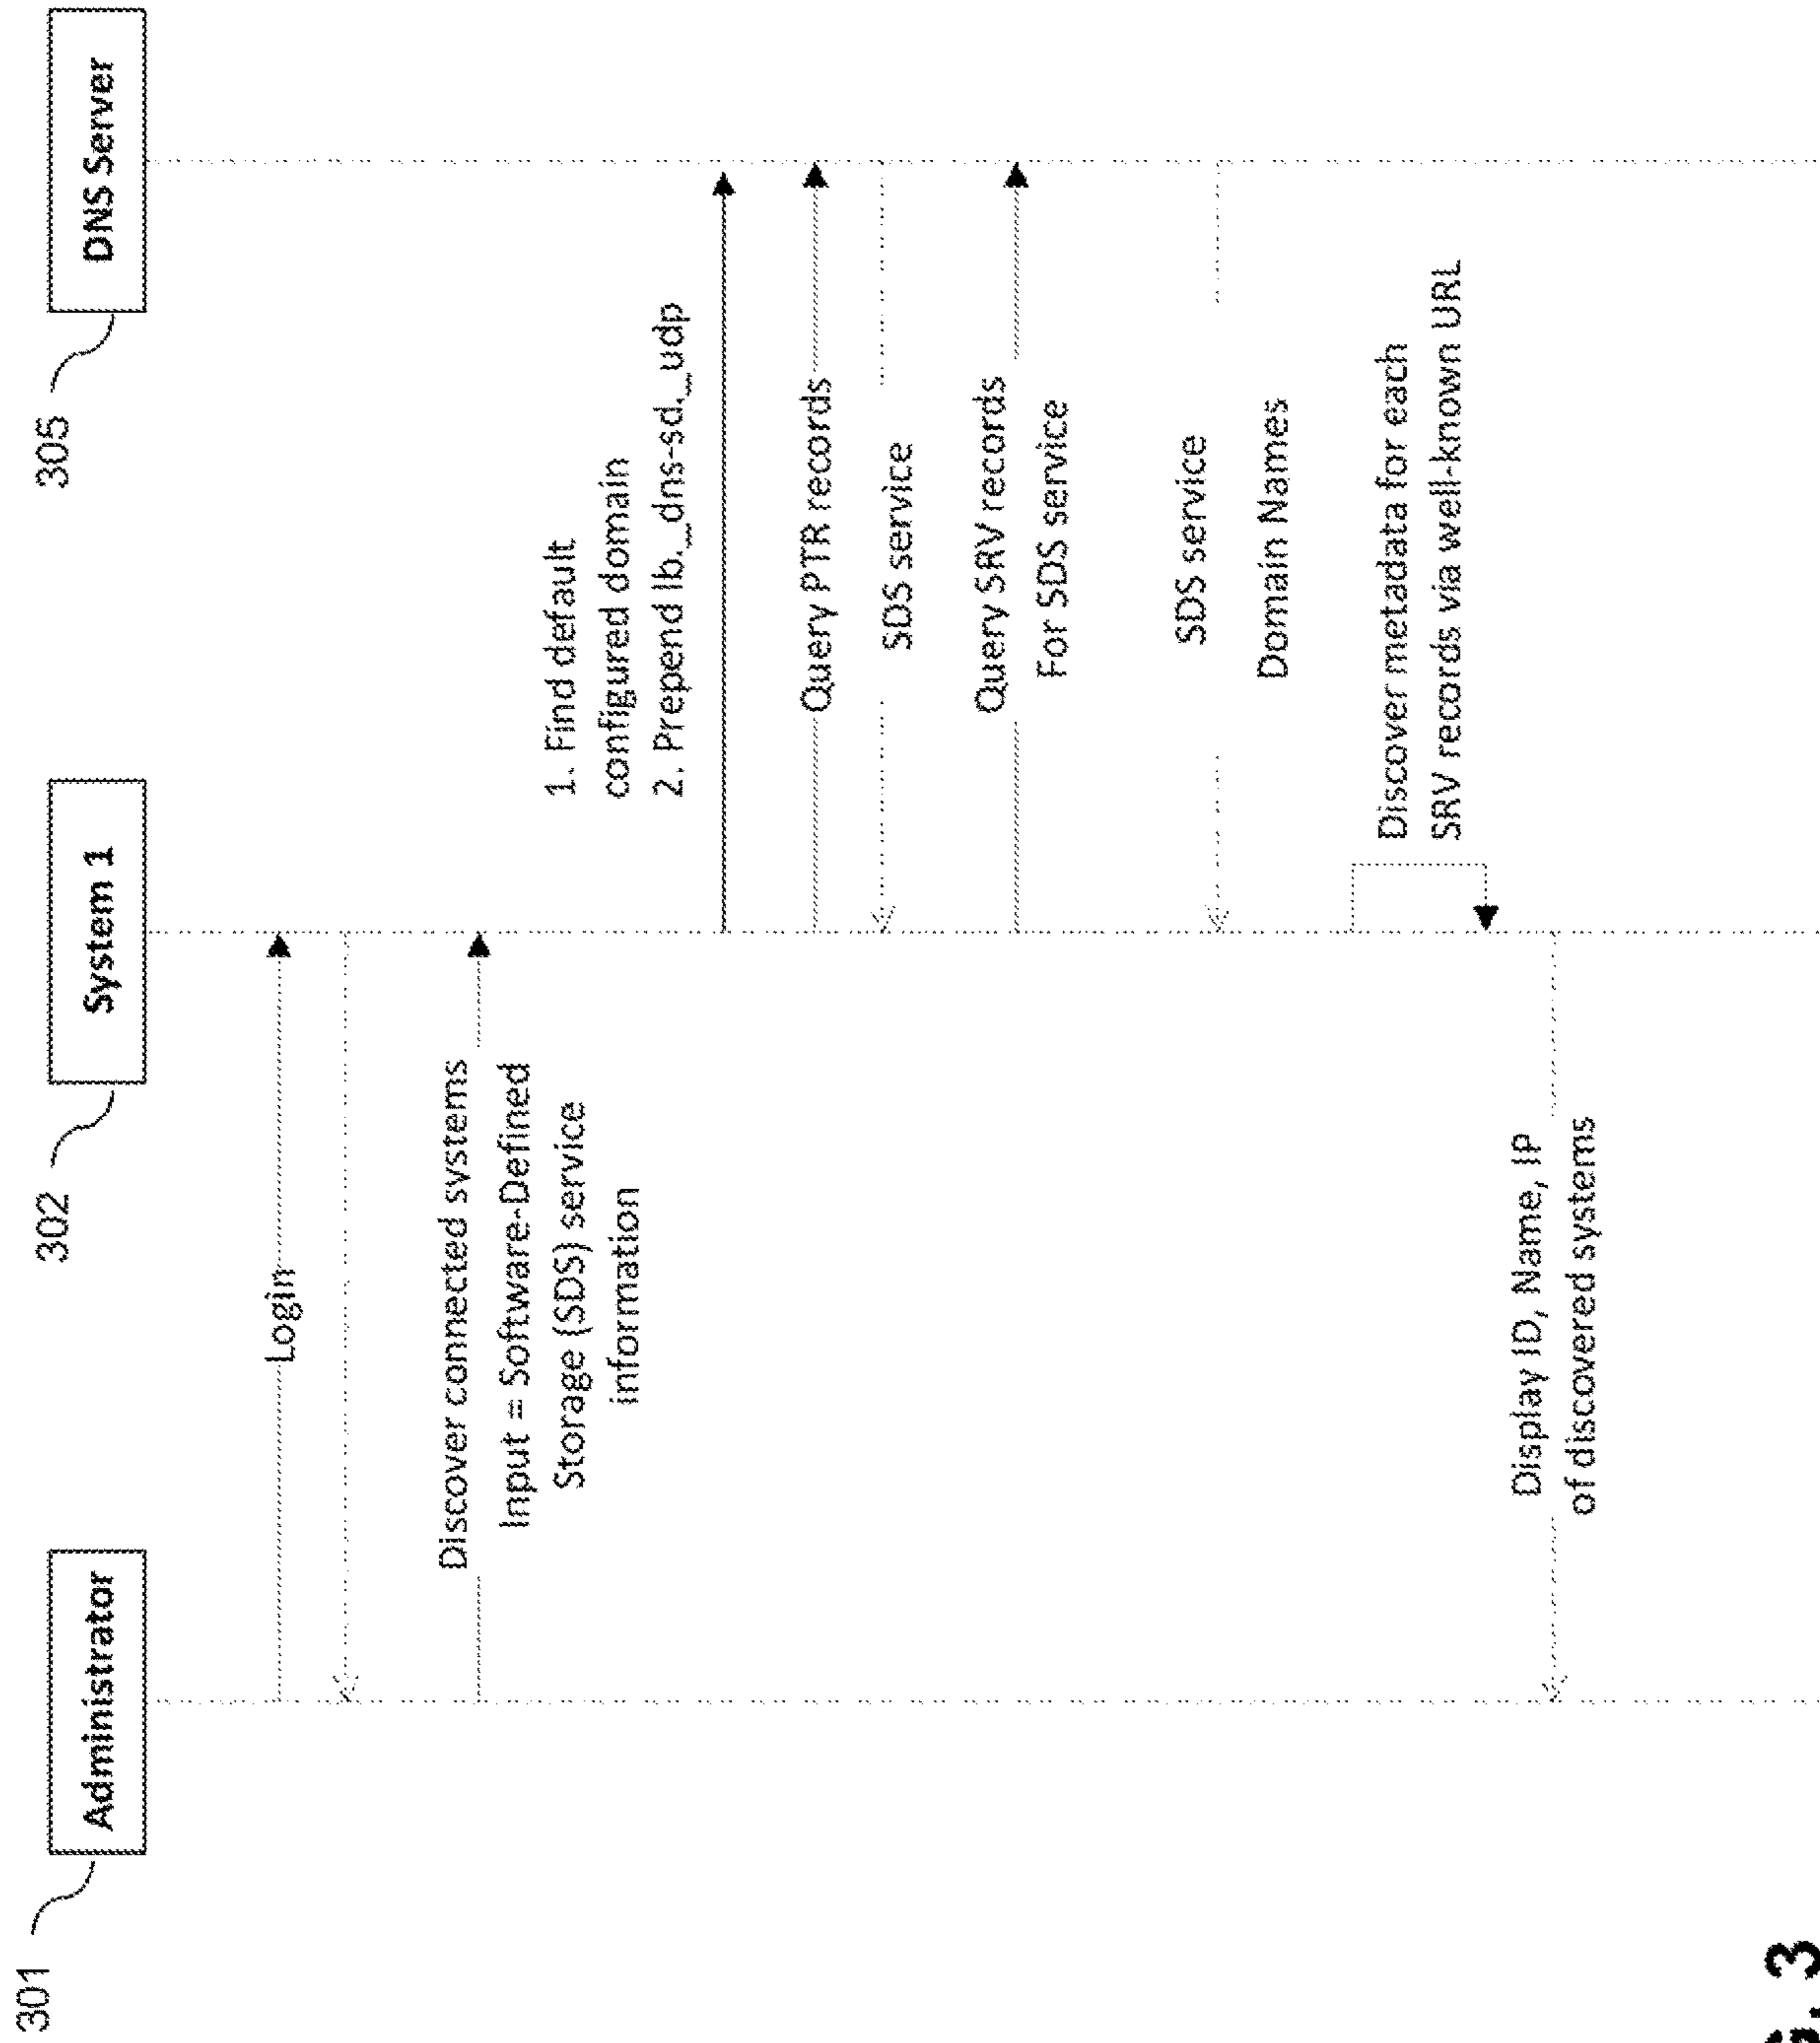 301
Administrator
302
System 1
305
DNS Server
Login
Discover connected systems
Input = Software-Defined
Storage (SDS) service
information
1. Find default
configured domain
2. Prepend lb._dns-sd._udp
Query PTR records
SDS service
Query SRV records
For SDS service
SDS service
Domain Names
Discover metadata for each
SRV records via well-known URL
Display ID, Name, IP
of discovered systems
3